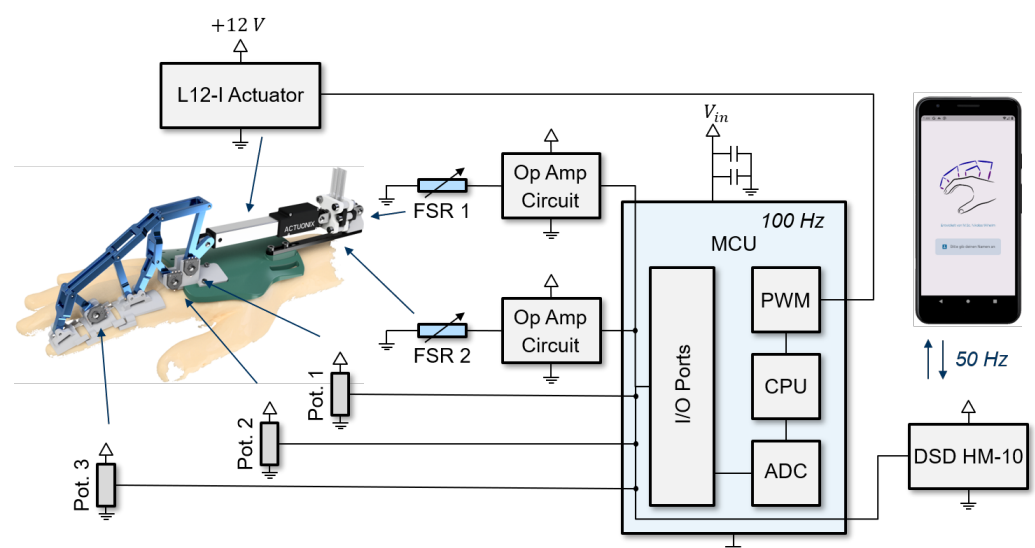 +12 V
L12-I Actuator
ACTUONIX
FSR 1
Op Amp
Circuit
FSR 2
Op Amp
Circuit
Pot. 1
Pot. 2
Pot. 3
V_in
100 Hz
MCU
I/O Ports
PWM
CPU
ADC
50 Hz
DSD HM-10